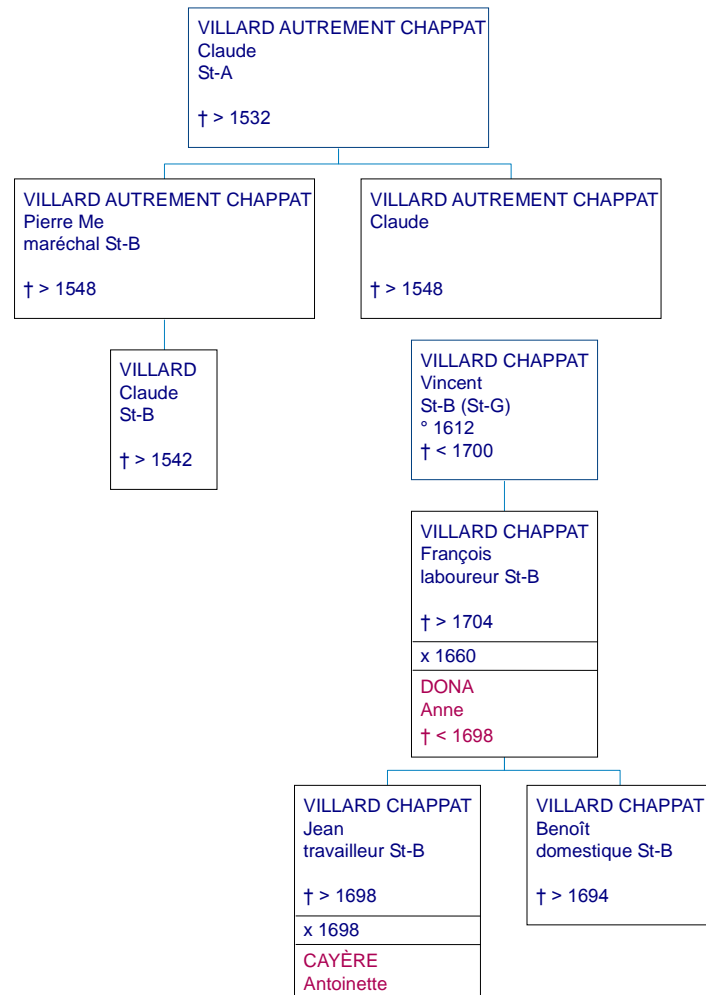 VILLARD AUTREMENT CHAPPAT
Claude
St-A
† > 1532
VILLARD AUTREMENT CHAPPAT
Pierre Me
maréchal St-B
† > 1548
VILLARD AUTREMENT CHAPPAT
Claude
† > 1548
VILLARD
Claude
St-B
† > 1542
VILLARD CHAPPAT
Vincent
St-B (St-G)
° 1612
† < 1700
VILLARD CHAPPAT
François
laboureur St-B
† > 1704
x 1660
DONA
Anne
† < 1698
VILLARD CHAPPAT
Jean
travailleur St-B
† > 1698
x 1698
CAYÈRE
Antoinette
VILLARD CHAPPAT
Benoît
domestique St-B
† > 1694